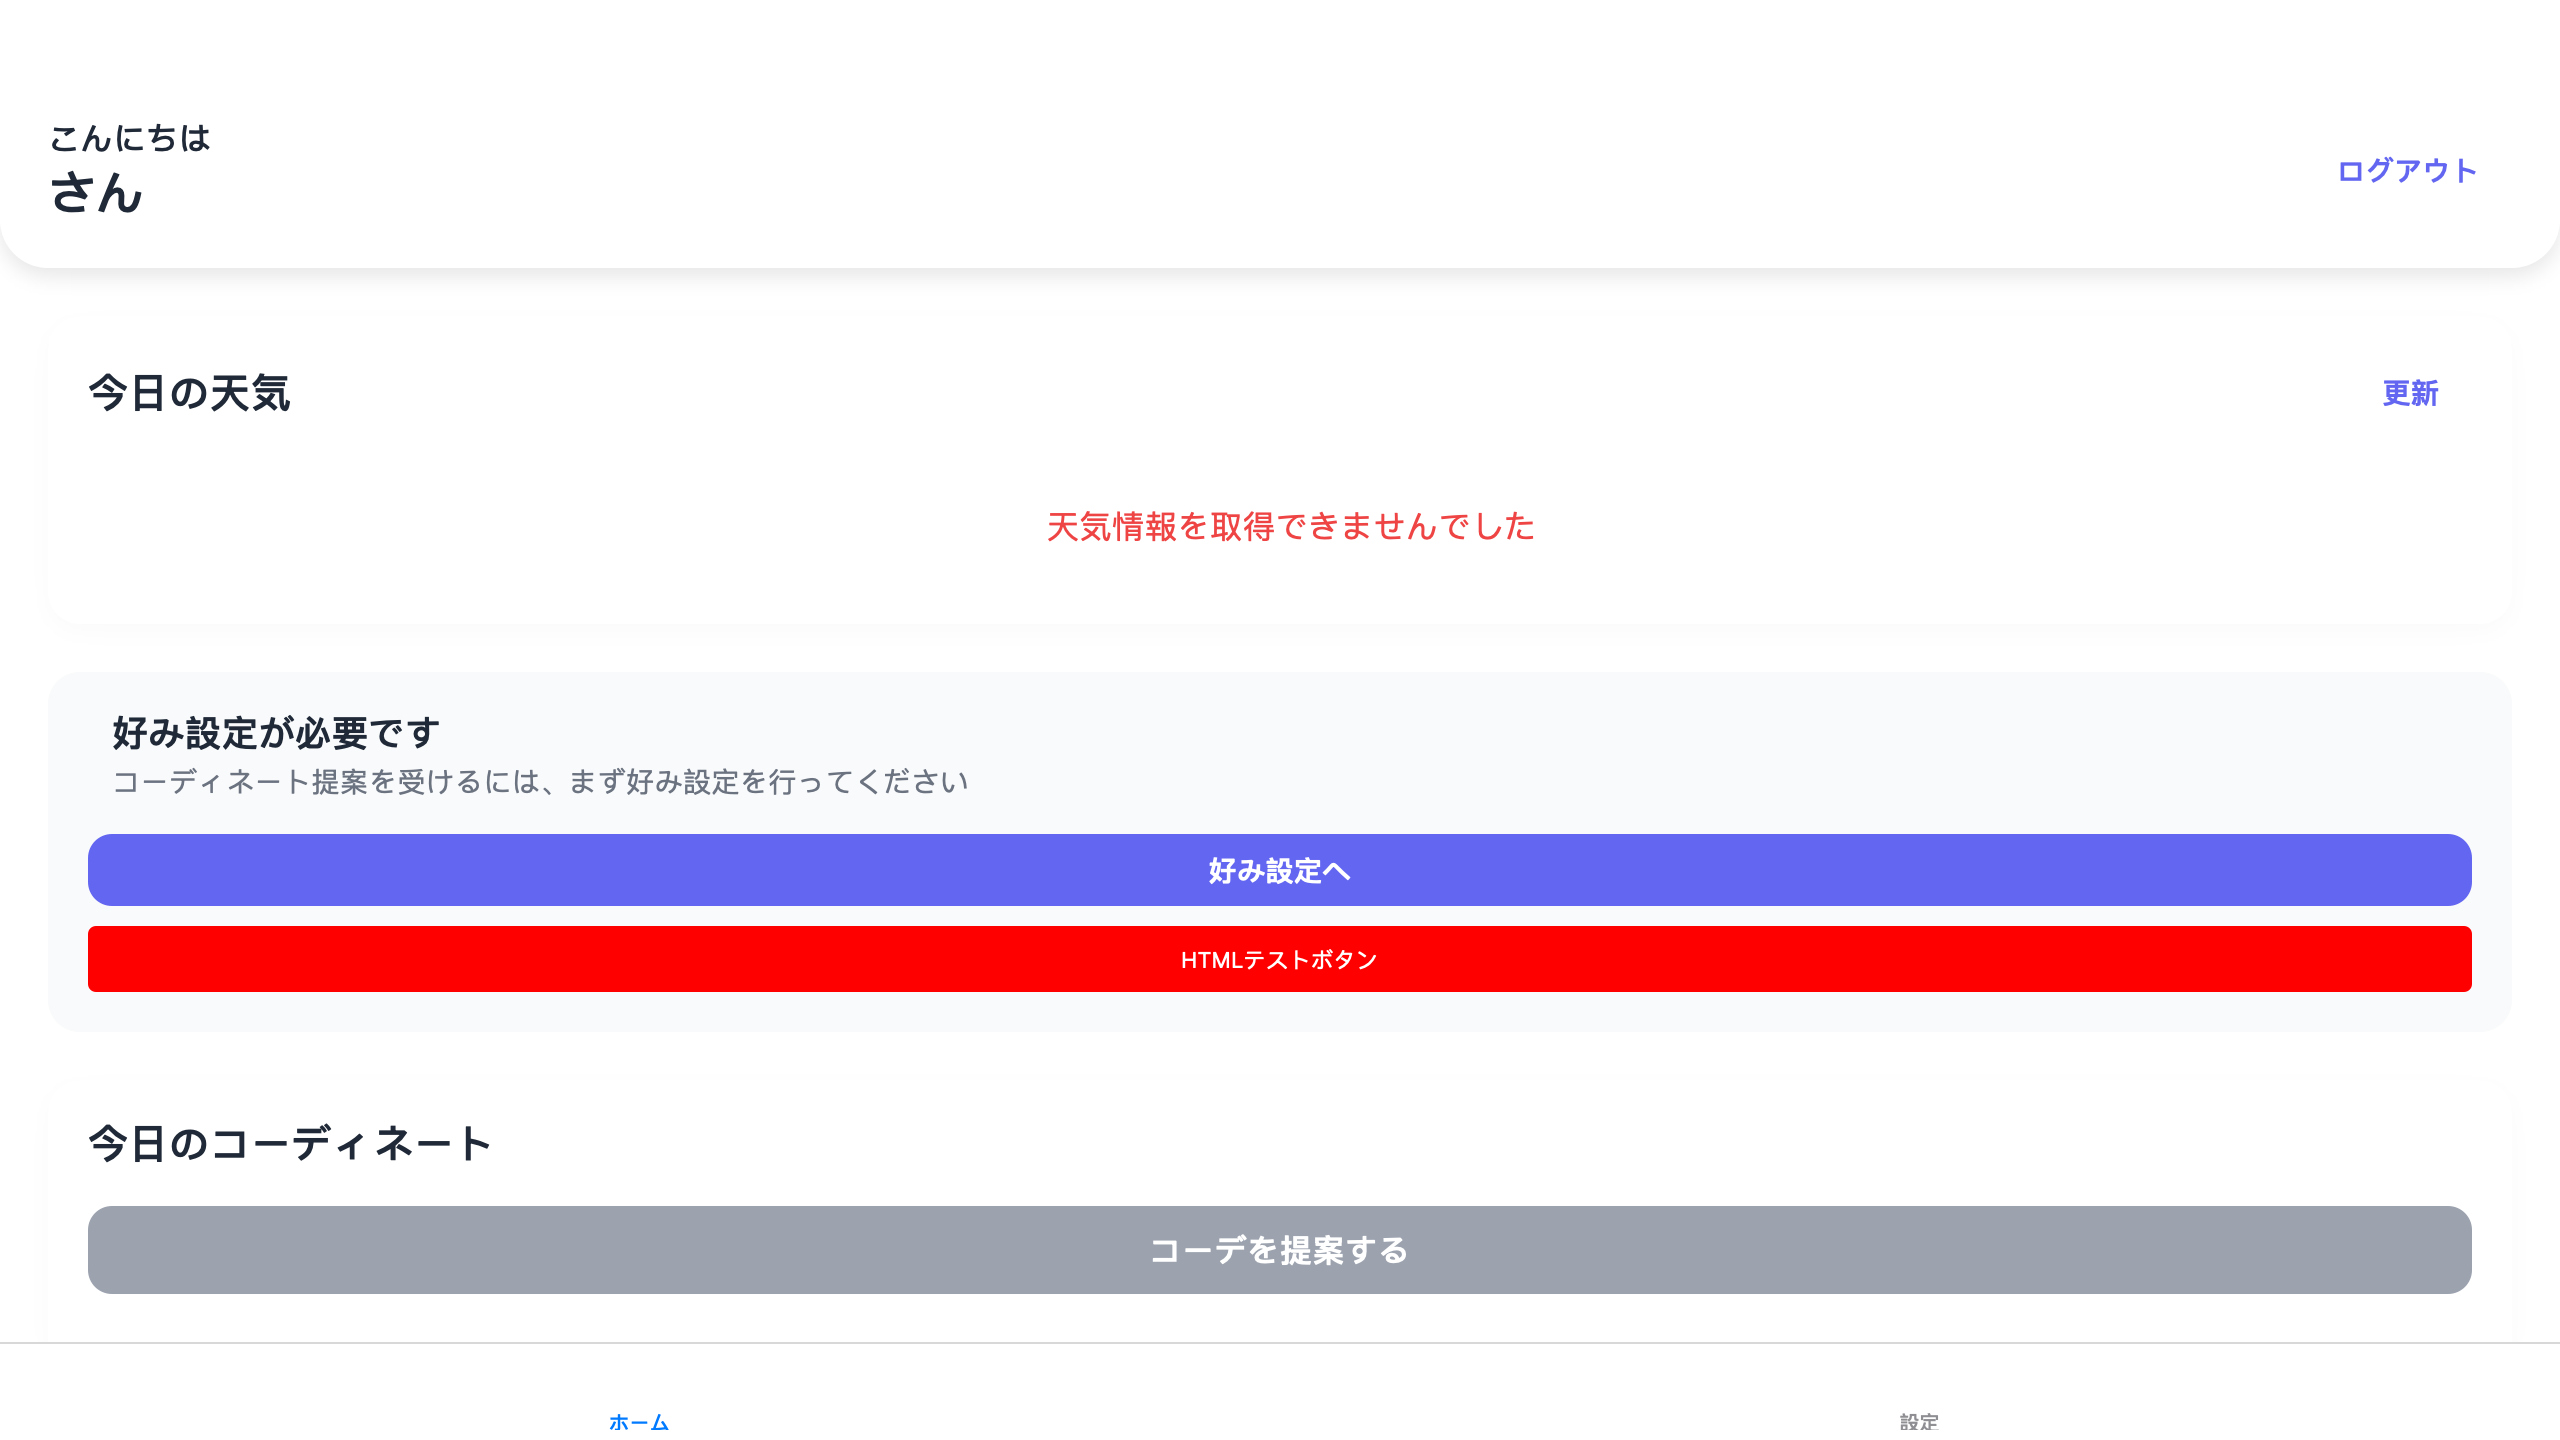 こんにちは
さん
ログアウト
今日の天気
更新
天気情報を取得できませんでした
好み設定が必要です
コーディネート提案を受けるには、まず好み設定を行ってください
好み設定へ
HTMLテストボタン
今日のコーディネート
コーデを提案する
ホーム
設定